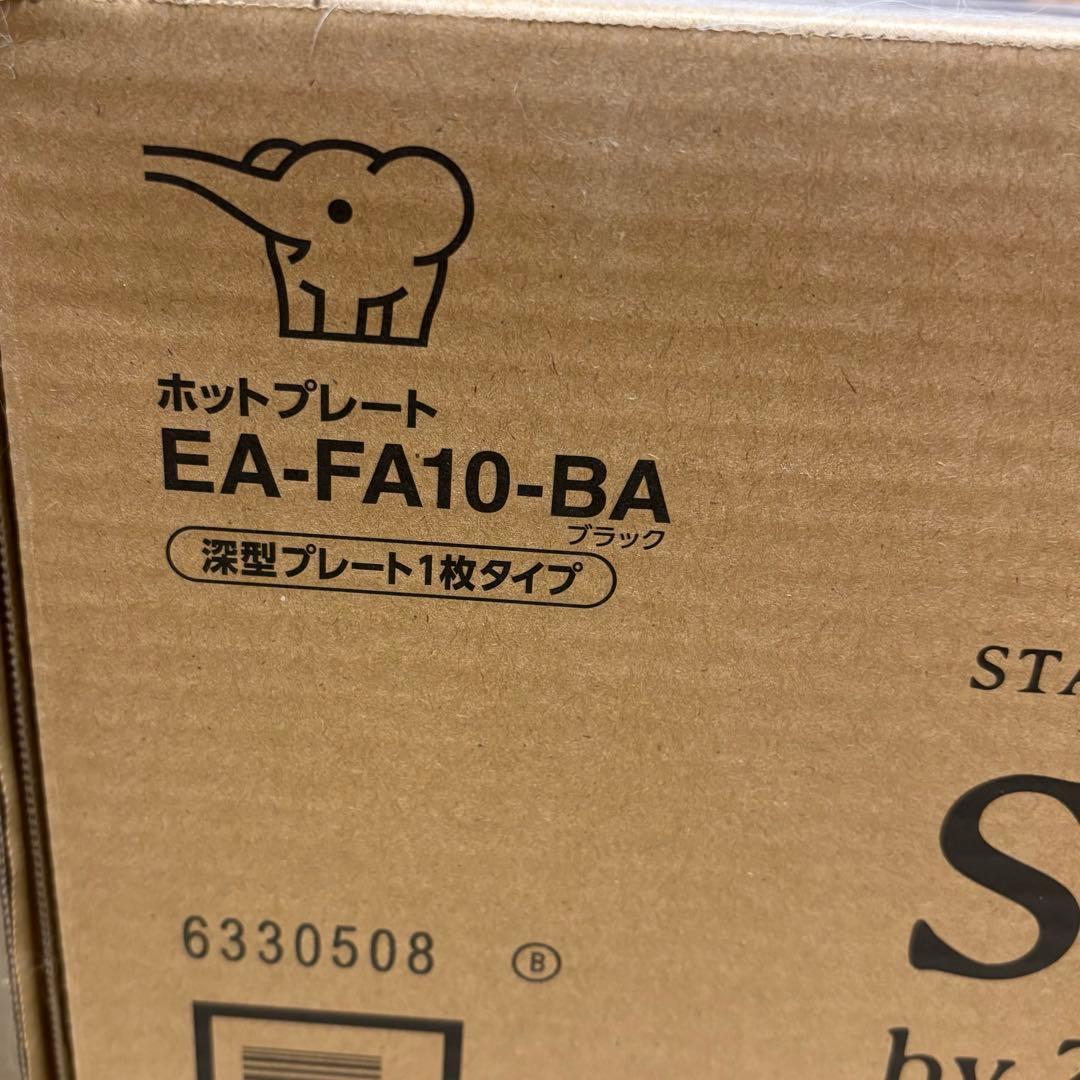 ホットプレート
EA-FA10-BA
ブラック
深型プレート1枚タイプ
STA
S
by
6330508 B